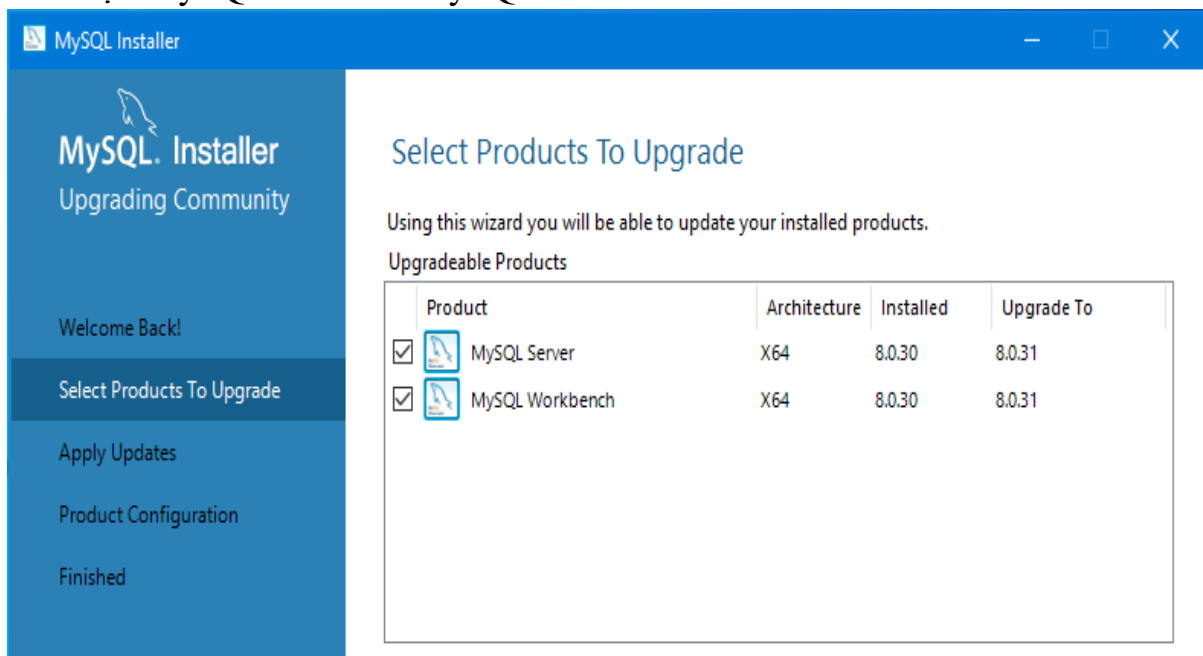 MySQL Installer
MySQL. Installer
Upgrading Community
Welcome Back!
Select Products To Upgrade
Apply Updates
Product Configuration
Finished
Select Products To Upgrade
Using this wizard you will be able to update your installed products.
Upgradeable Products
Product Architecture Installed Upgrade To
MySQL Server X64 8.0.30 8.0.31
MySQL Workbench X64 8.0.30 8.0.31